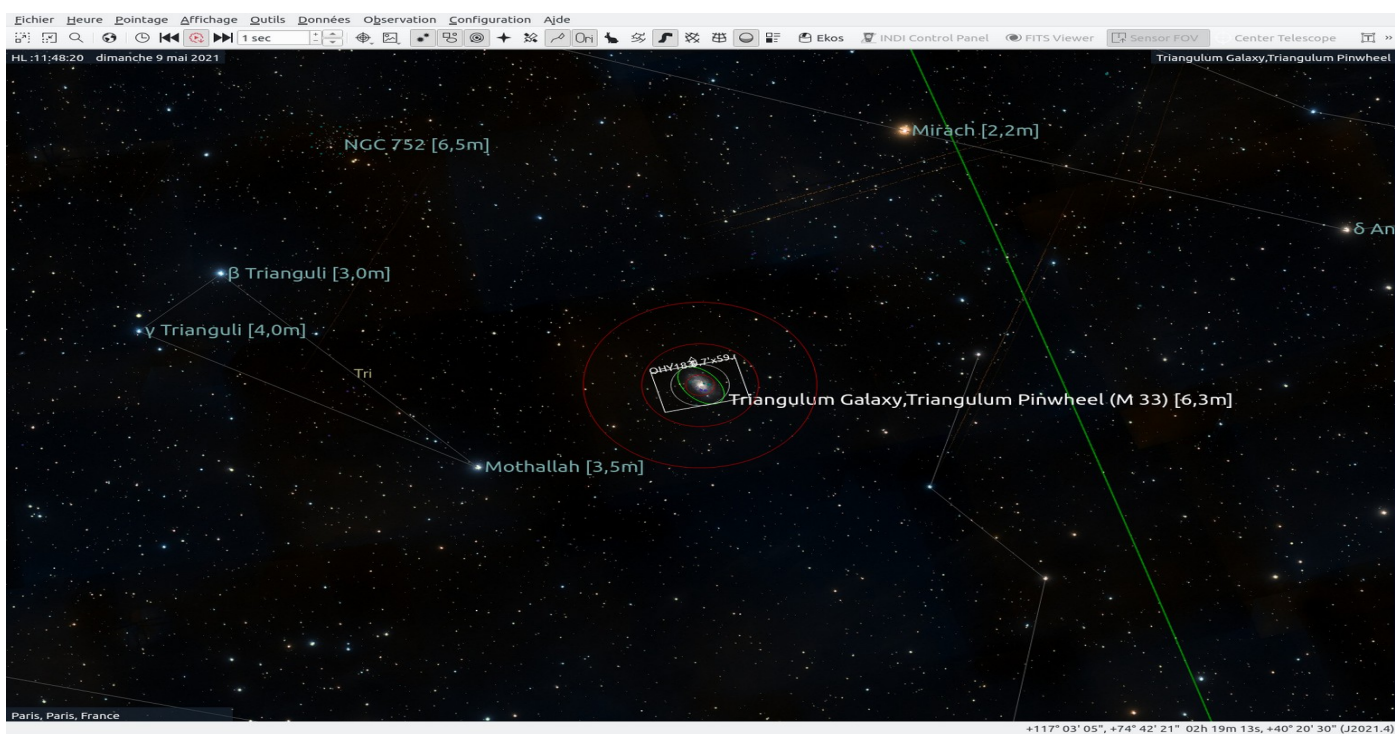 Fichier Heure Pointage Affichage Outils Données Observation Configuration Aide
1 sec Ori Ekos INDI Control Panel FITS Viewer Sensor FOV Center Telescope
HL :11:48:20 dimanche 9 mai 2021
Triangulum Galaxy,Triangulum Pinwheel
Mirach [2,2m]
NGC 752 [6,5m]
δ An
β Trianguli [3,0m]
γ Trianguli [4,0m]
Tri
Triangulum Galaxy,Triangulum Pinwheel (M 33) [6,3m]
Mothallah [3,5m]
Paris, Paris, France
+117° 03' 05", +74° 42' 21" 02h 19m 13s, +40° 20' 30" (J2021.4)